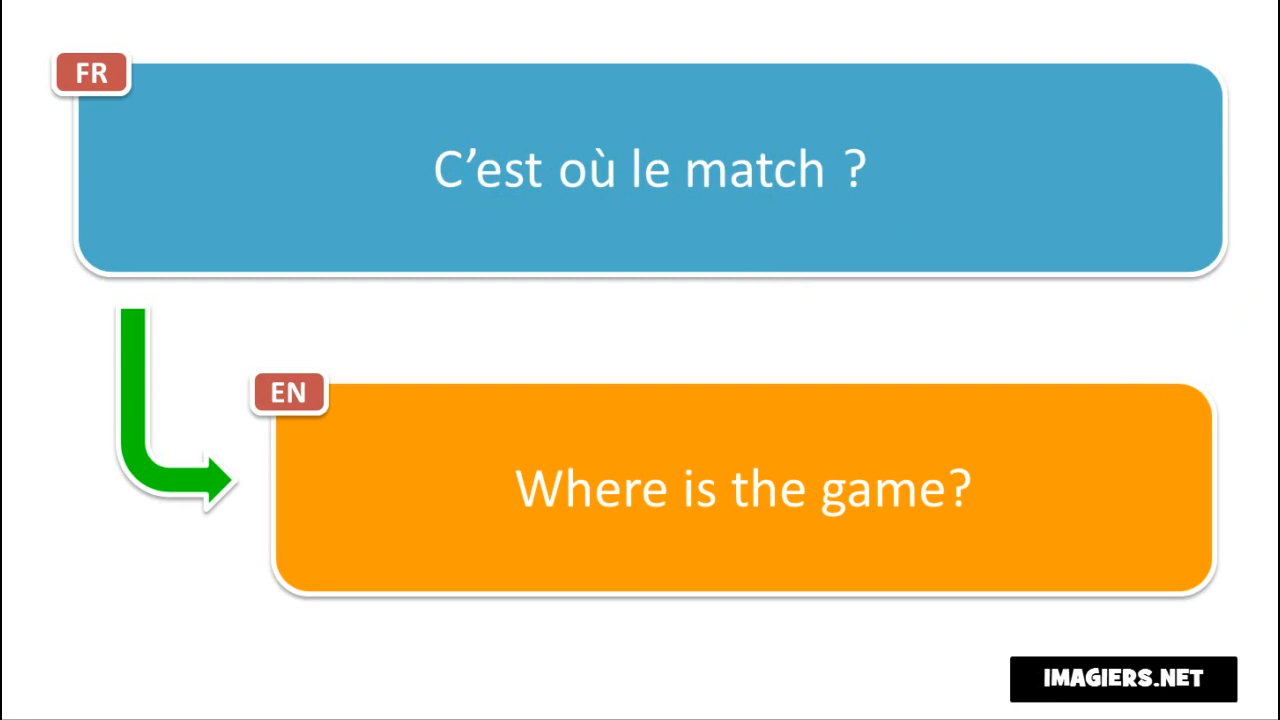 FR
C’est où le match ?
EN
Where is the game?
IMAGIERS.NET